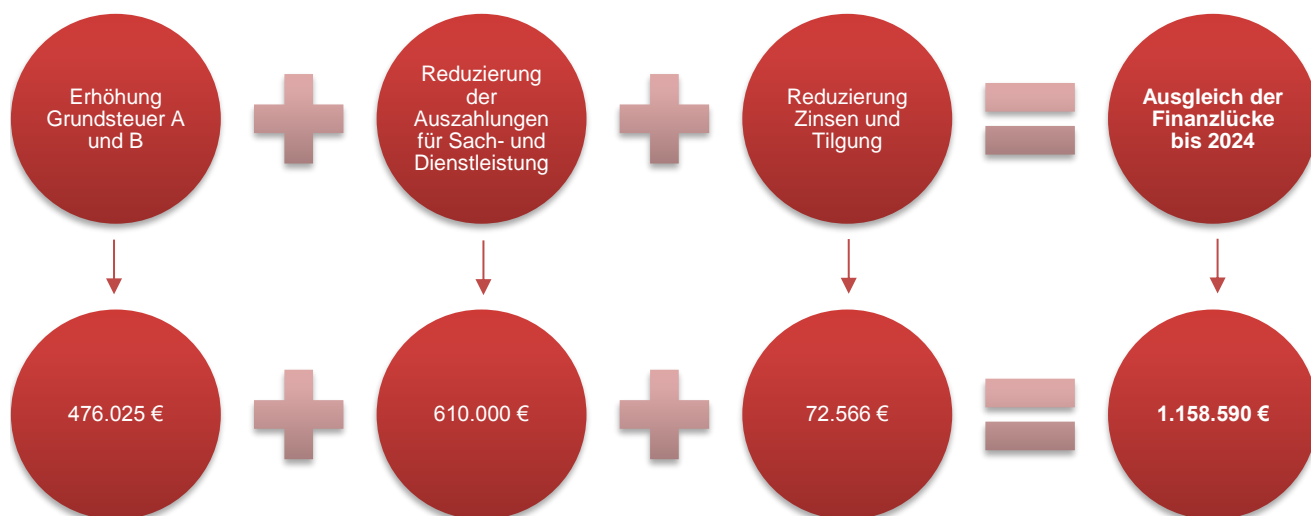 Erhöhung
Grundsteuer A
und B
Reduzierung
der
Auszahlungen
für Sach- und
Dienstleistung
Reduzierung
Zinsen und
Tilgung
Ausgleich der
Finanzlücke
bis 2024
476.025 €
610.000 €
72.566 €
1.158.590 €